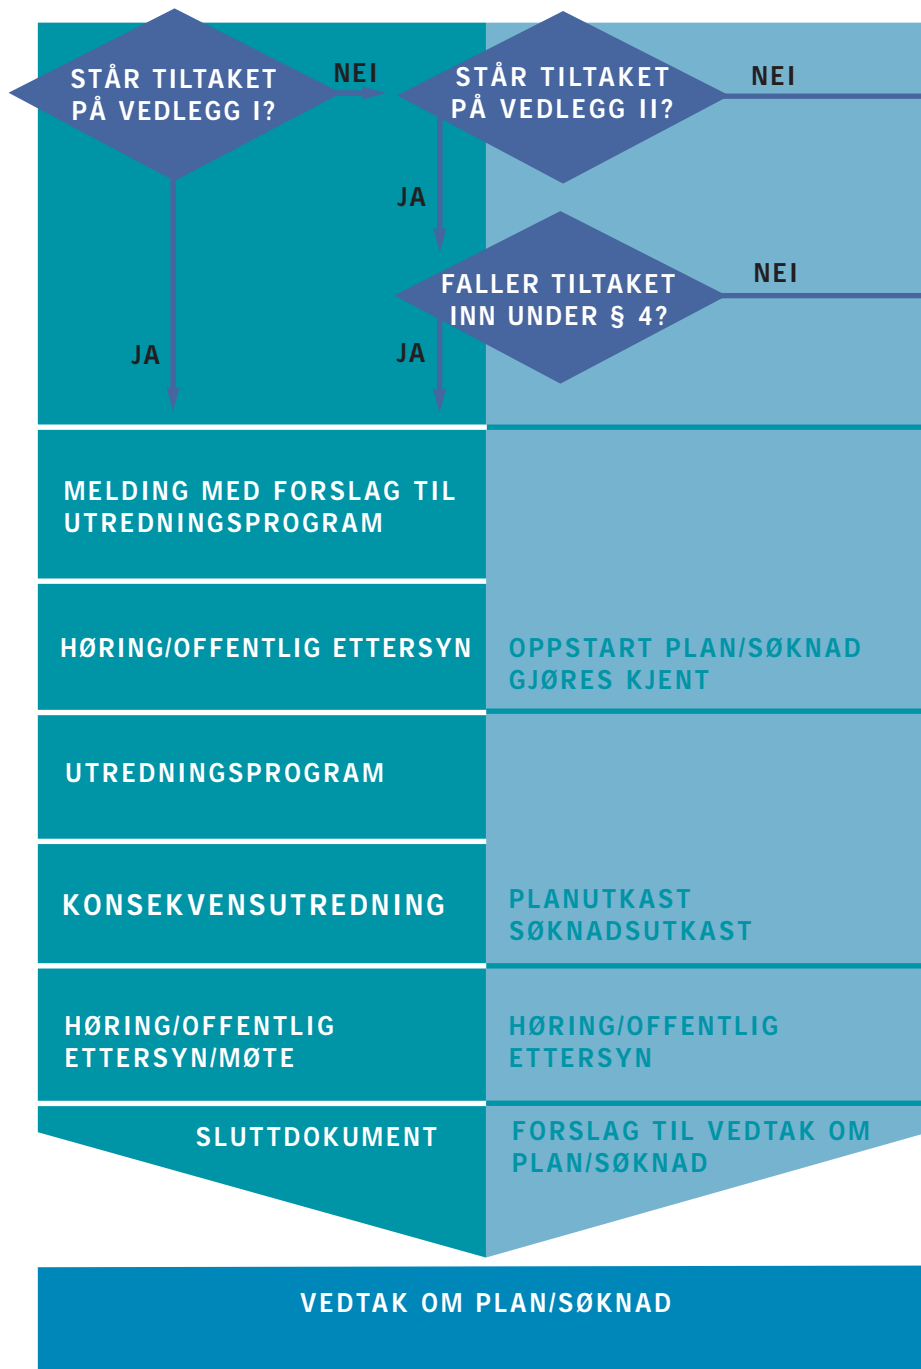 STÅR TILTAKET
PÅ VEDLEGG I?
NEI
STÅR TILTAKET
PÅ VEDLEGG II?
NEI
JA
FALLER TILTAKET
INN UNDER § 4?
NEI
JA
JA
MELDING MED FORSLAG TIL
UTREDNINGSPROGRAM
HØRING/OFFENTLIG ETTERSYN
OPPSTART PLAN/SØKNAD
GJØRES KJENT
UTREDNINGSPROGRAM
KONSEKVENSUTREDNING
PLANUTKAST
SØKNADSUTKAST
HØRING/OFFENTLIG
ETTERSYN/MØTE
HØRING/OFFENTLIG
ETTERSYN
SLUTTDOKUMENT
FORSLAG TIL VEDTAK OM
PLAN/SØKNAD
VEDTAK OM PLAN/SØKNAD